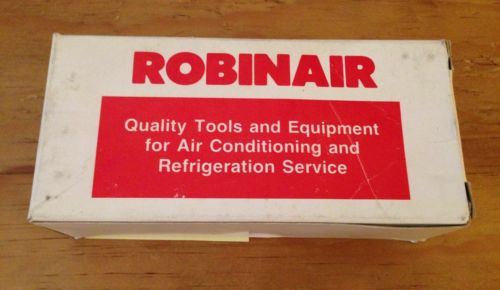 ROBINAIR
Quality Tools and Equipment
for Air Conditioning and
Refrigeration Service